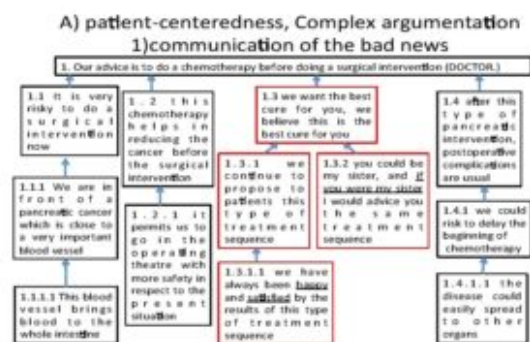 A) patient-centeredness, Complex argumentation
1)communication of the bad news
1. Our advice is to do a chemotherapy before doing a surgical intervention (DOCTOR.)
1.1 It is very
risky to do a
surgical
intervention
now
1.1.1 We are in
front of a
pancreatic cancer
which is close to
a very important
blood vessel
1.1.1.1 This blood
vessel brings
blood to the
whole intestine
1.2 this
chemotherapy
helps in
reducing the
cancer before
the surgical
intervention
1.2.1 it
permits us to
go in the
operating
theatre with
more safety in
respect to the
present
situation
1.3 we want the best
cure for you, we
believe this is the
best cure for you
1.3.1 we
continue to
propose to
patients this
type of
treatment
sequence
1.3.1.1 we have
always been happy
and satisfied by the
results of this type
of treatment
sequence
1.3.2 you could be
my sister, and if
you were my sister
I would advice you
the same
treatment
sequence
1.4 after this
type of
pancreatic
intervention,
postoperative
complications
are usual
1.4.1 we could
risk to delay the
beginning of
chemotherapy
1.4.1.1 the
disease could
easily spread to
other organs